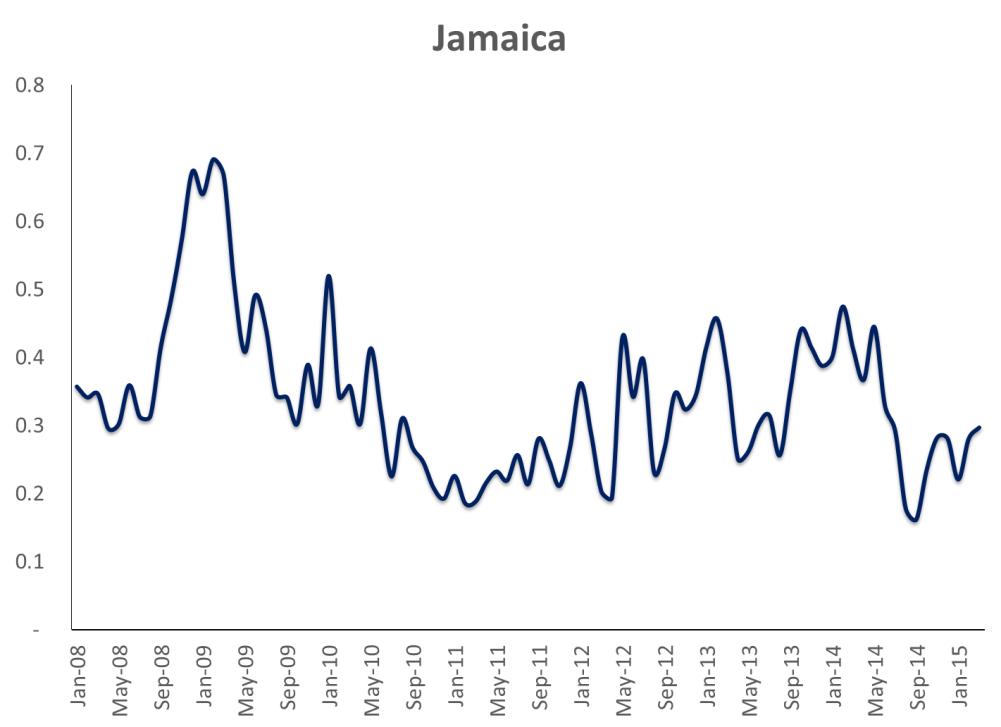 Jamaica
0.8
0.7
0.6
0.5
0.4
0.3
0.2
0.1
-
Jan-08
May-08
Sep-08
Jan-09
May-09
Sep-09
Jan-10
May-10
Sep-10
Jan-11
May-11
Sep-11
Jan-12
May-12
Sep-12
Jan-13
May-13
Sep-13
Jan-14
May-14
Sep-14
Jan-15